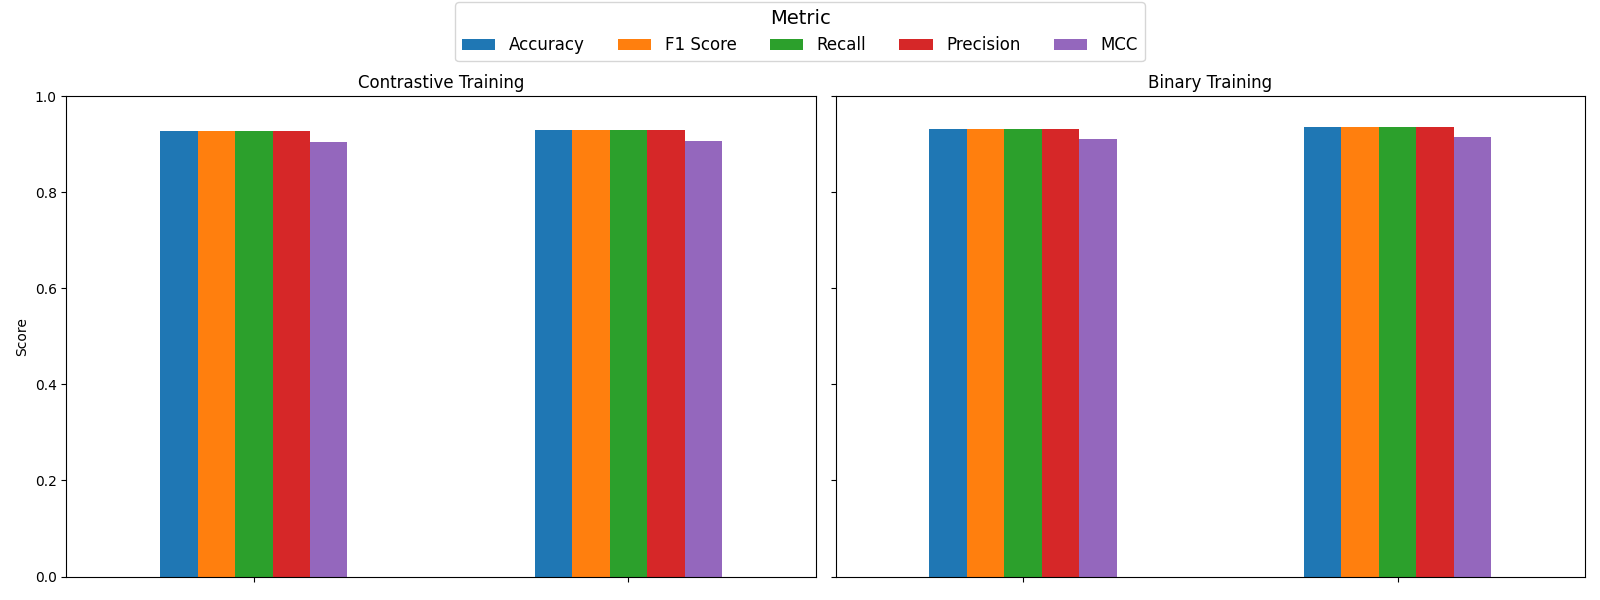 Metric
Accuracy F1 Score Recall Precision MCC
Contrastive Training Binary Training
1.0
0.8
0.6
Score
0.4
0.2
0.0